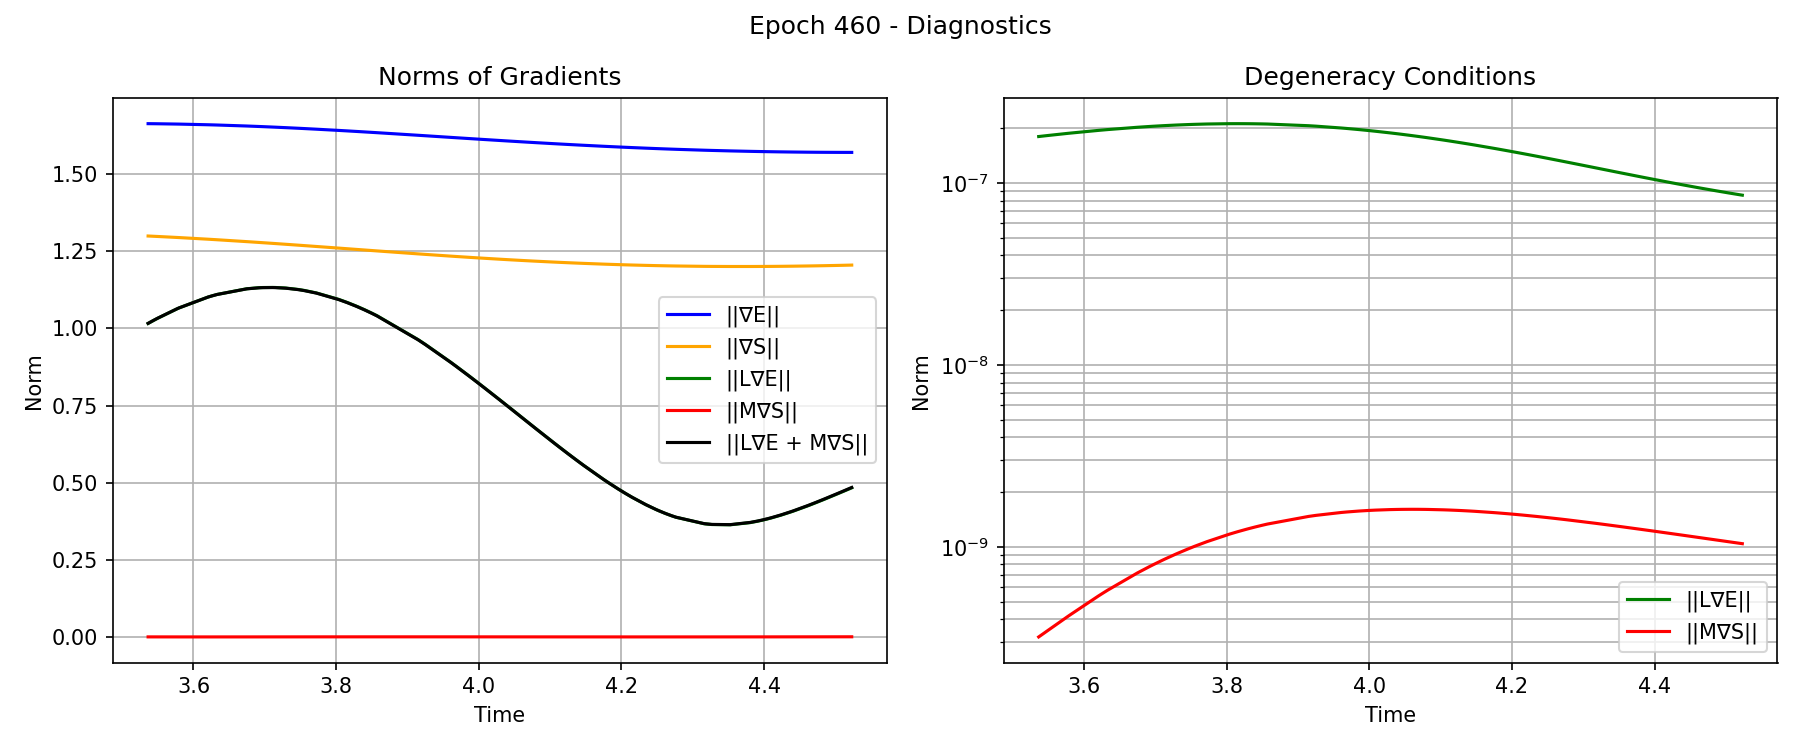 Epoch 460 - Diagnostics
Norms of Gradients
Norm
1.50
1.25
1.00
0.75
0.50
0.25
0.00
3.6
3.8
4.0
4.2
4.4
Time
||∇E||
||∇S||
||L∇E||
||M∇S||
||L∇E + M∇S||
Degeneracy Conditions
Norm
10⁻⁷
10⁻⁸
10⁻⁹
3.6
3.8
4.0
4.2
4.4
Time
||L∇E||
||M∇S||